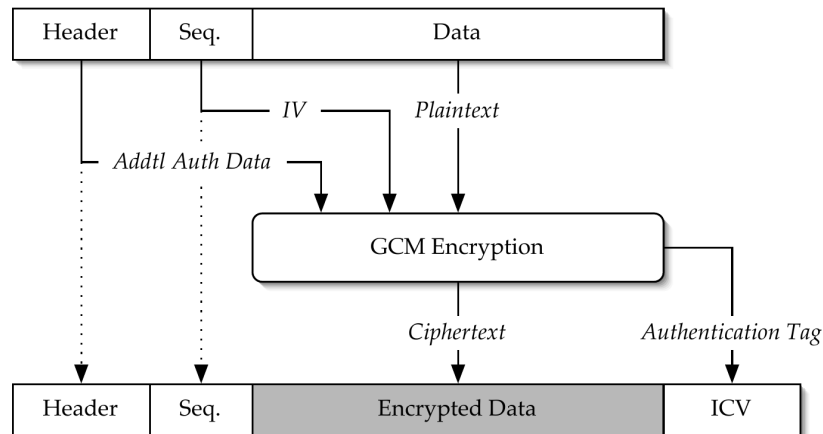 Header Seq. Data
IV Plaintext
Addtl Auth Data
GCM Encryption
Ciphertext Authentication Tag
Header Seq. Encrypted Data ICV